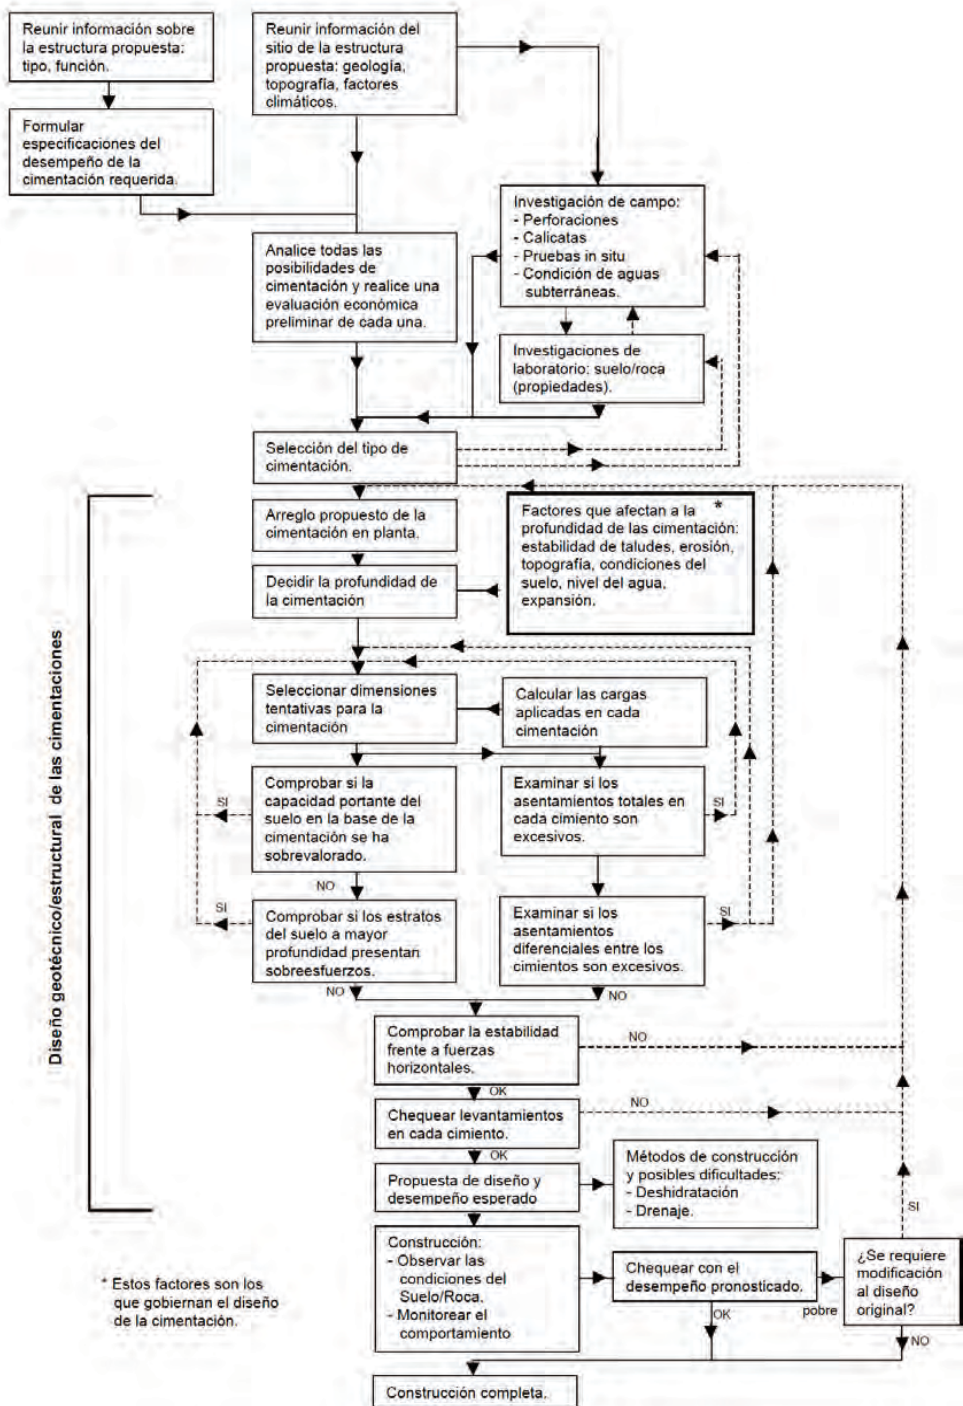 Reunir información sobre
la estructura propuesta:
tipo, función.
Reunir información del
sitio de la estructura
propuesta: geología,
topografía, factores
climáticos.
Formular
especificaciones del
desempeño de la
cimentación requerida.
Investigación de campo:
- Perforaciones
- Calicatas
- Pruebas in situ
- Condición de aguas
subterráneas.
Analice todas las
posibilidades de
cimentación y realice una
evaluación económica
preliminar de cada una.
Investigaciones de
laboratorio: suelo/roca
(propiedades).
Selección del tipo de
cimentación.
Arreglo propuesto de la
cimentación en planta.
Factores que afectan a la *
profundidad de las cimentación:
estabilidad de taludes, erosión,
topografía, condiciones del
suelo, nivel del agua,
expansión.
Decidir la profundidad de
la cimentación
Diseño geotécnico/estructural de las cimentaciones
Seleccionar dimensiones
tentativas para la
cimentación
Calcular las cargas
aplicadas en cada
cimentación
Comprobar si la
capacidad portante del
suelo en la base de la
cimentación se ha
sobrevalorado.
SI
NO
Examinar si los
asentamientos totales en
cada cimiento son
excesivos.
SI
Comprobar si los estratos
del suelo a mayor
profundidad presentan
sobreesfuerzos.
SI
NO
Examinar si los
asentamientos
diferenciales entre los
cimientos son excesivos.
SI
NO
Comprobar la estabilidad
frente a fuerzas
horizontales.
NO
OK
Chequear levantamientos
en cada cimiento.
NO
OK
Propuesta de diseño y
desempeño esperado
Métodos de construcción
y posibles dificultades:
- Deshidratación
- Drenaje.
SI
Construcción:
- Observar las
condiciones del
Suelo/Roca.
- Monitorear el
comportamiento
Chequear con el
desempeño pronosticado.
OK
pobre
¿Se requiere
modificación
al diseño
original?
NO
* Estos factores son los
que gobiernan el diseño
de la cimentación.
Construcción completa.